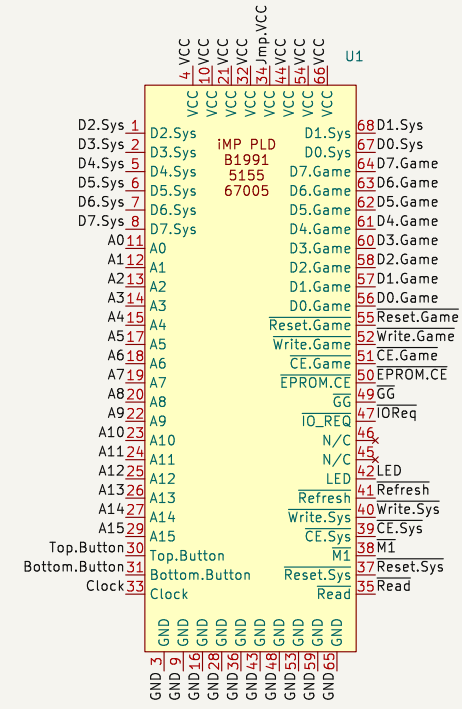 VCC VCC VCC VCC Jmp.VCC VCC VCC VCC
U1
4 10 21 32 34 44 54 66
VCC VCC VCC VCC VCC VCC VCC VCC
iMP PLD
B1991
5155
67005
D2.Sys 1 D2.Sys
D3.Sys 2 D3.Sys
D4.Sys 5 D4.Sys
D5.Sys 6 D5.Sys
D6.Sys 7 D6.Sys
D7.Sys 8 D7.Sys
A0 11 A0
A1 12 A1
A2 13 A2
A3 14 A3
A4 15 A4
A5 17 A5
A6 18 A6
A7 19 A7
A8 20 A8
A9 22 A9
A10 23 A10
A11 24 A11
A12 25 A12
A13 26 A13
A14 27 A14
A15 29 A15
Top.Button 30 Top.Button
Bottom.Button 31 Bottom.Button
Clock 33 Clock
D1.Sys 68 D1.Sys
D0.Sys 67 D0.Sys
D7.Game 64 D7.Game
D6.Game 63 D6.Game
D5.Game 62 D5.Game
D4.Game 61 D4.Game
D3.Game 60 D3.Game
D2.Game 58 D2.Game
D1.Game 57 D1.Game
D0.Game 56 D0.Game
Reset.Game 55 Reset.Game
Write.Game 52 Write.Game
CE.Game 51 CE.Game
EPROM.CE 50 EPROM.CE
GG 49 GG
IO_REQ 47 IOReq
N/C 46
N/C 45
LED 42 LED
Refresh 41 Refresh
Write.Sys 40 Write.Sys
CE.Sys 39 CE.Sys
M1 38 M1
Reset.Sys 37 Reset.Sys
Read 35 Read
GND GND GND GND GND GND GND GND GND GND
3 9 16 28 36 43 48 53 59 65
GND GND GND GND GND GND GND GND GND GND